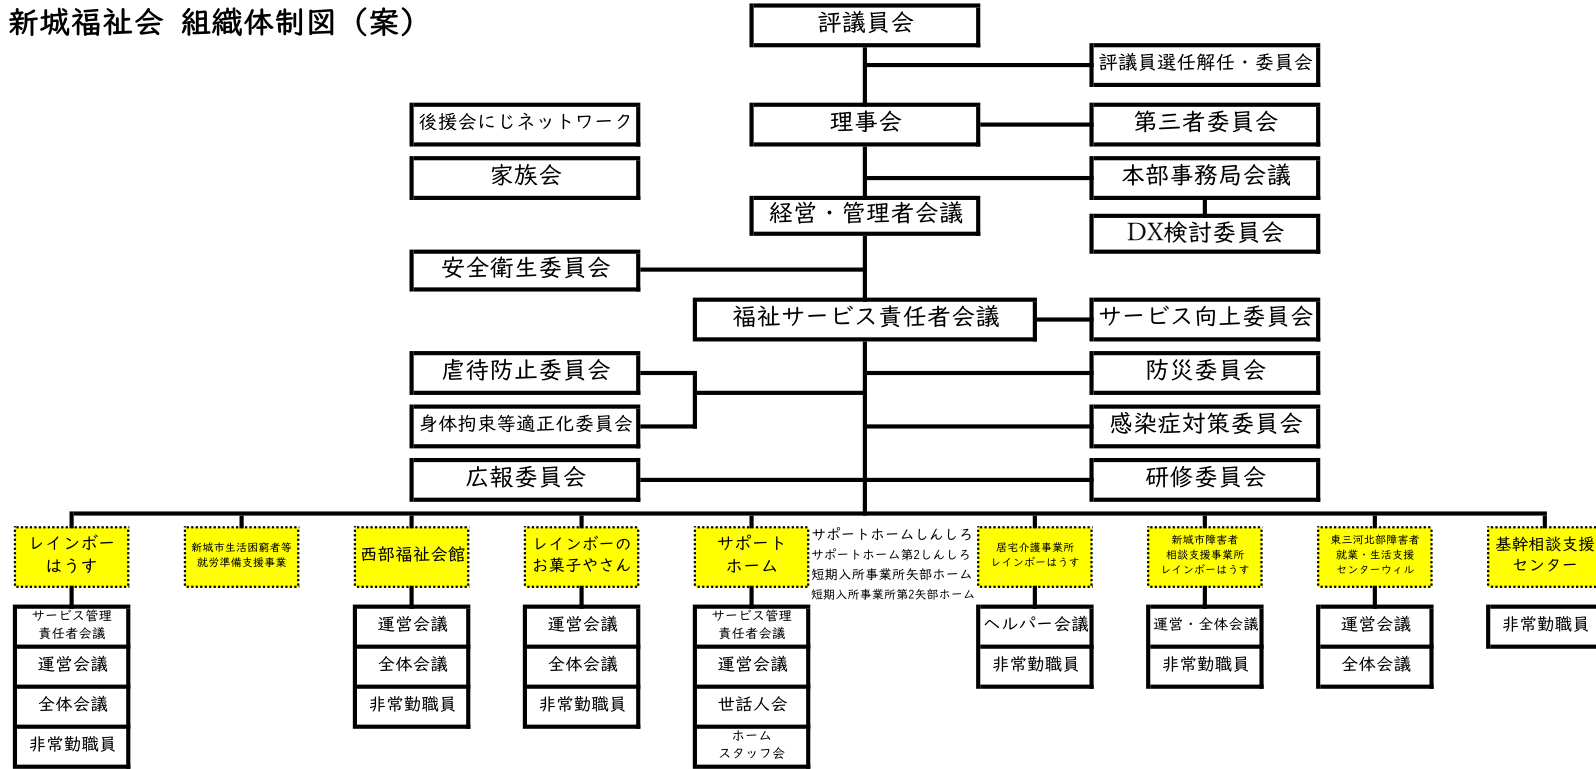 新城福祉会 組織体制図（案）
評議員会
評議員選任解任・委員会
後援会にじネットワーク
理事会
第三者委員会
家族会
本部事務局会議
経営・管理者会議
DX検討委員会
安全衛生委員会
福祉サービス責任者会議
サービス向上委員会
虐待防止委員会
防災委員会
身体拘束等適正化委員会
感染症対策委員会
広報委員会
研修委員会
レインボー
はうす
新城市生活困窮者等
就労準備支援事業
西部福祉会館
レインボーの
お菓子やさん
サポート
ホーム
サポートホームしんしろ
サポートホーム第2しんしろ
短期入所事業所矢部ホーム
短期入所事業所第2矢部ホーム
居宅介護事業所
レインボーはうす
新城市障害者
相談支援事業所
レインボーはうす
東三河北部障害者
就業・生活支援
センターウィル
基幹相談支援
センター
サービス管理
責任者会議
運営会議
全体会議
非常勤職員
運営会議
全体会議
非常勤職員
運営会議
全体会議
非常勤職員
サービス管理
責任者会議
運営会議
世話人会
ホーム
スタッフ会
ヘルパー会議
非常勤職員
運営・全体会議
非常勤職員
運営会議
全体会議
非常勤職員